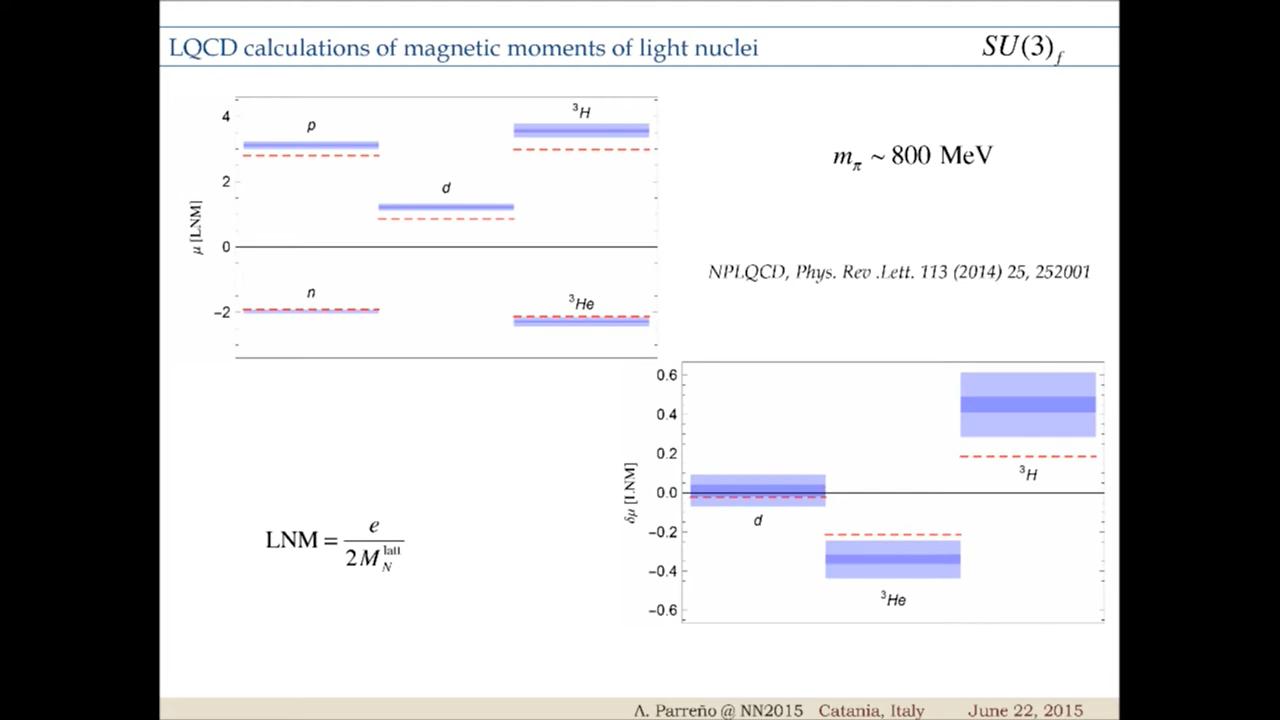 LQCD calculations of magnetic moments of light nuclei
SU(3)f
4
2
0
−2
μ [LNM]
p
d
3H
n
3He
mπ ~ 800 MeV
NPLQCD, Phys. Rev .Lett. 113 (2014) 25, 252001
LNM = e / 2MNlatt
0.6
0.4
0.2
0.0
−0.2
−0.4
−0.6
δμ [LNM]
d
3He
3H
A. Parreño @ NN2015 Catania, Italy June 22, 2015